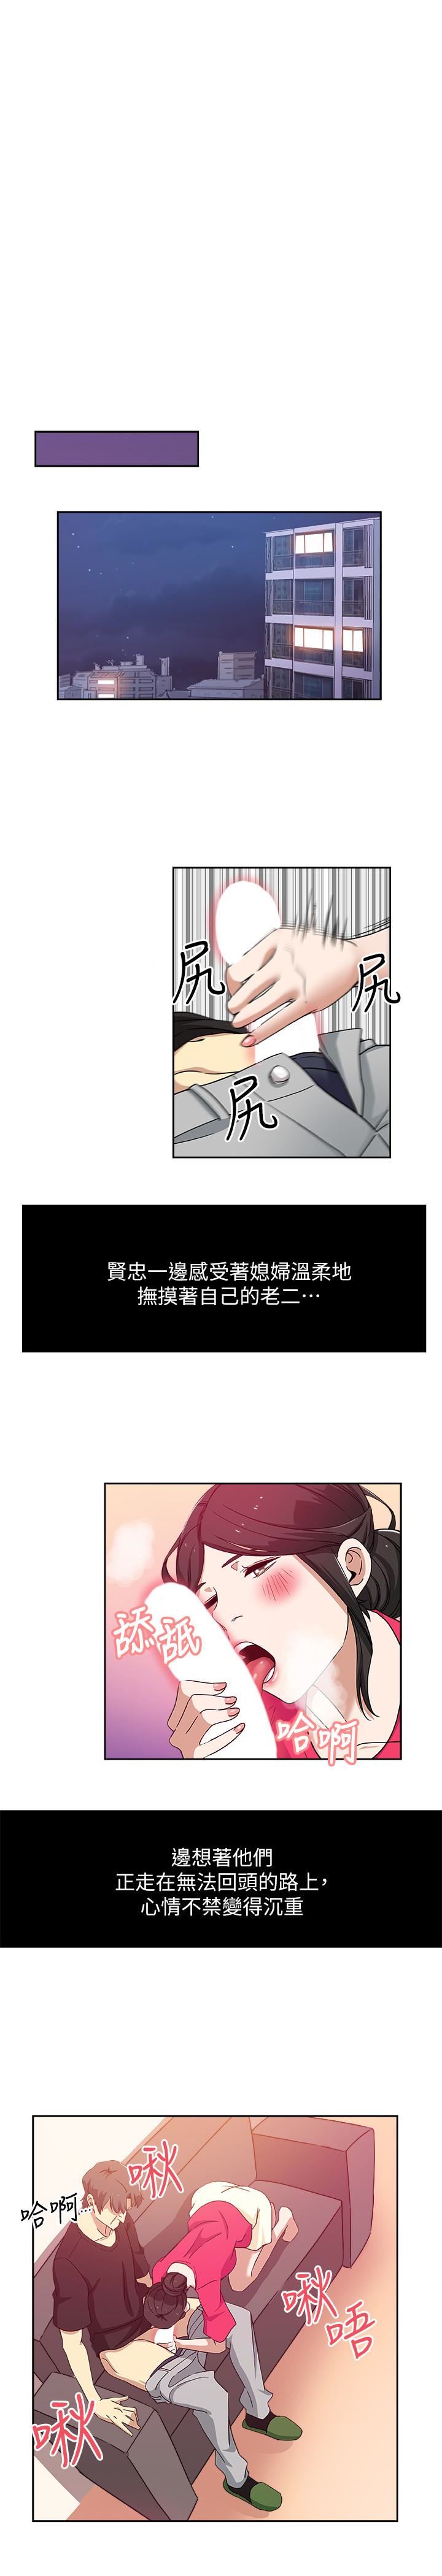 尻
尻
尻
賢忠一邊感受著媳婦溫柔地
撫摸著自己的老二⋯
舔舐
哈啊
邊想著他們
正走在無法回頭的路上，
心情不禁變得沉重
啾
哈啊⋯
啾
唔
啾